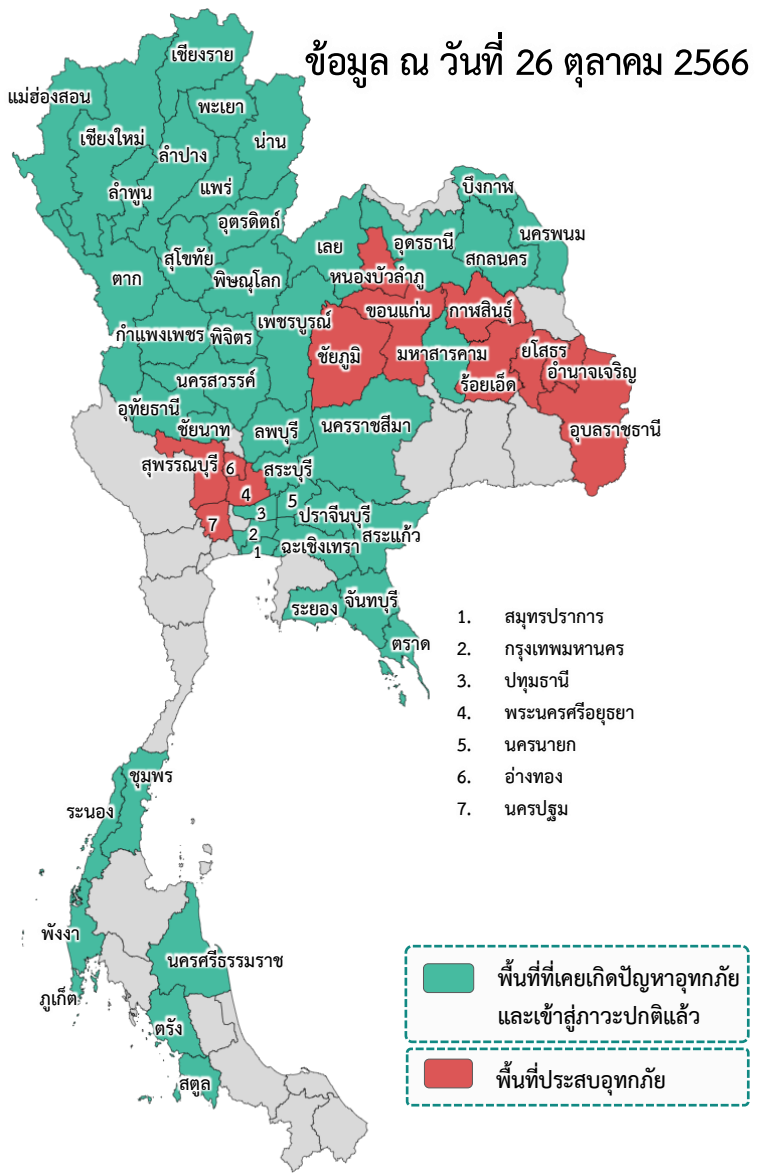 ข้อมูล ณ วันที่ 26 ตุลาคม 2566
เชียงราย
แม่ฮ่องสอน
พะเยา
เชียงใหม่
น่าน
ลำปาง
แพร่
ลำพูน
อุตรดิตถ์
บึงกาฬ
นครพนม
เลย
อุดรธานี
สุโขทัย
สกลนคร
ตาก
พิษณุโลก
หนองบัวลำภู
ขอนแก่น
กาฬสินธุ์
เพชรบูรณ์
กำแพงเพชร
พิจิตร
ชัยภูมิ
มหาสารคาม
ยโสธร
อำนาจเจริญ
นครสวรรค์
ร้อยเอ็ด
อุทัยธานี
ชัยนาท
ลพบุรี
นครราชสีมา
อุบลราชธานี
สุพรรณบุรี
6
สระบุรี
4
5
3
ปราจีนบุรี
7
2
สระแก้ว
1
ฉะเชิงเทรา
ระยอง
จันทบุรี
ตราด
1. สมุทรปราการ
2. กรุงเทพมหานคร
3. ปทุมธานี
4. พระนครศรีอยุธยา
5. นครนายก
6. อ่างทอง
7. นครปฐม
ชุมพร
ระนอง
พังงา
นครศรีธรรมราช
ภูเก็ต
ตรัง
สตูล
พื้นที่ที่เคยเกิดปัญหาอุทกภัย
และเข้าสู่ภาวะปกติแล้ว
พื้นที่ประสบอุทกภัย